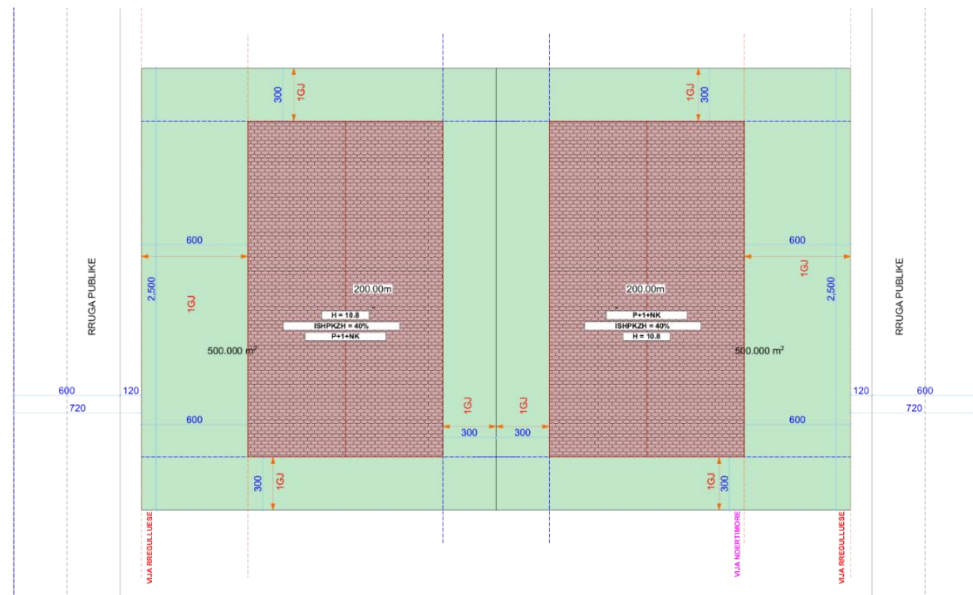 300
1GJ
1GJ
300
600
600
RRUGA PUBLIKE
2,500
1GJ
1GJ
2,500
RRUGA PUBLIKE
200.00m
H = 10.8
ISHPKZH = 40%
P+1+NK
200.00m
P+1+NK
ISHPKZH = 40%
H = 10.8
500.000 m²
500.000 m²
600
120
720
120
600
720
600
1GJ
1GJ
300
300
600
300
1GJ
1GJ
300
VIJA RREGULLUESE
VIJA NDERTIMORE
VIJA RREGULLUESE